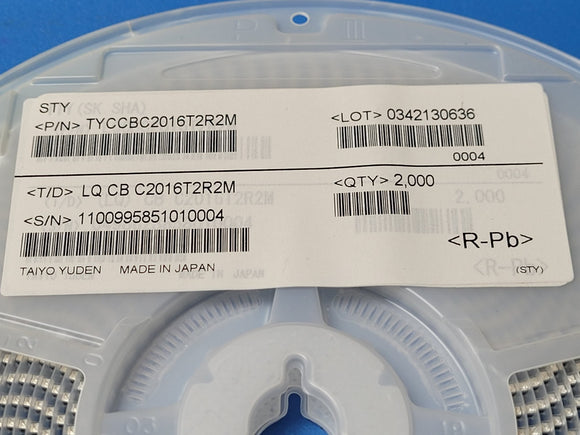 P III
STY
<P/N> TYCCBC2016T2R2M
<LOT> 0342130636
0004
<T/D> LQ CB C2016T2R2M
<QTY> 2,000
<S/N> 1100995851010004
<R-Pb>
TAIYO YUDEN MADE IN JAPAN
(STY)